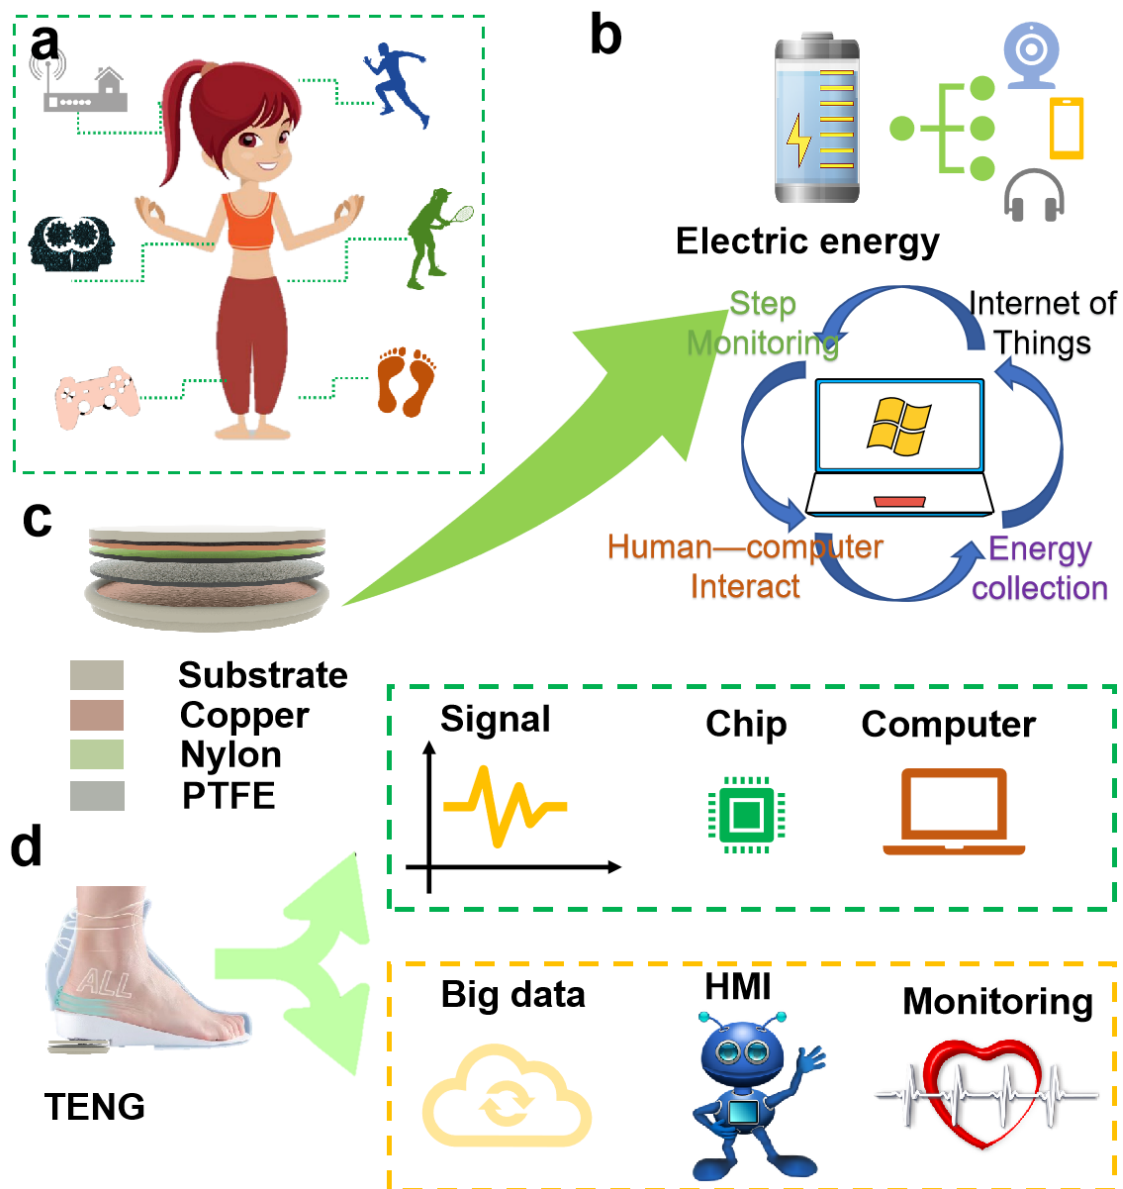 a
b
Electric energy
Step
Monitoring
Internet of
Things
Human—computer
Interact
Energy
collection
c
Substrate
Copper
Nylon
PTFE
Signal
Chip
Computer
d
ALL
TENG
Big data
HMI
Monitoring